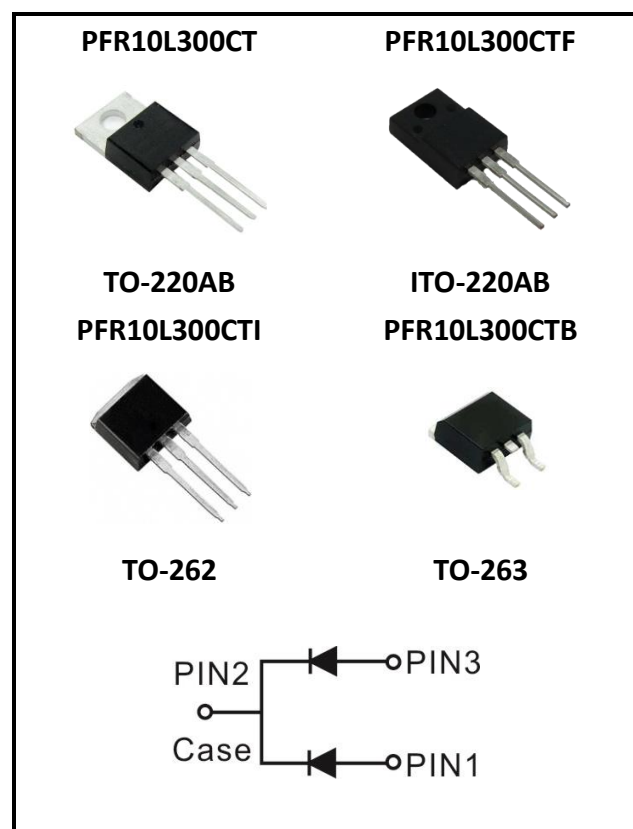 PFR10L300CT PFR10L300CTF
TO-220AB ITO-220AB
PFR10L300CTI PFR10L300CTB
TO-262 TO-263
PIN2 PIN3
Case PIN1